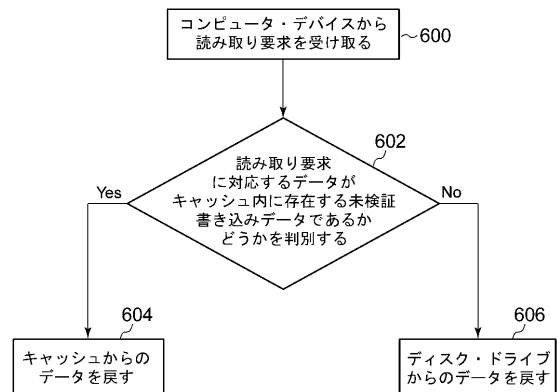 コンピュータ・デバイスから
読み取り要求を受け取る
600
602
読み取り要求
に対応するデータが
キャッシュ内に存在する未検証
書き込みデータであるか
どうかを判別する
Yes
No
604
キャッシュからの
データを戻す
606
ディスク・ドライブ
からのデータを戻す